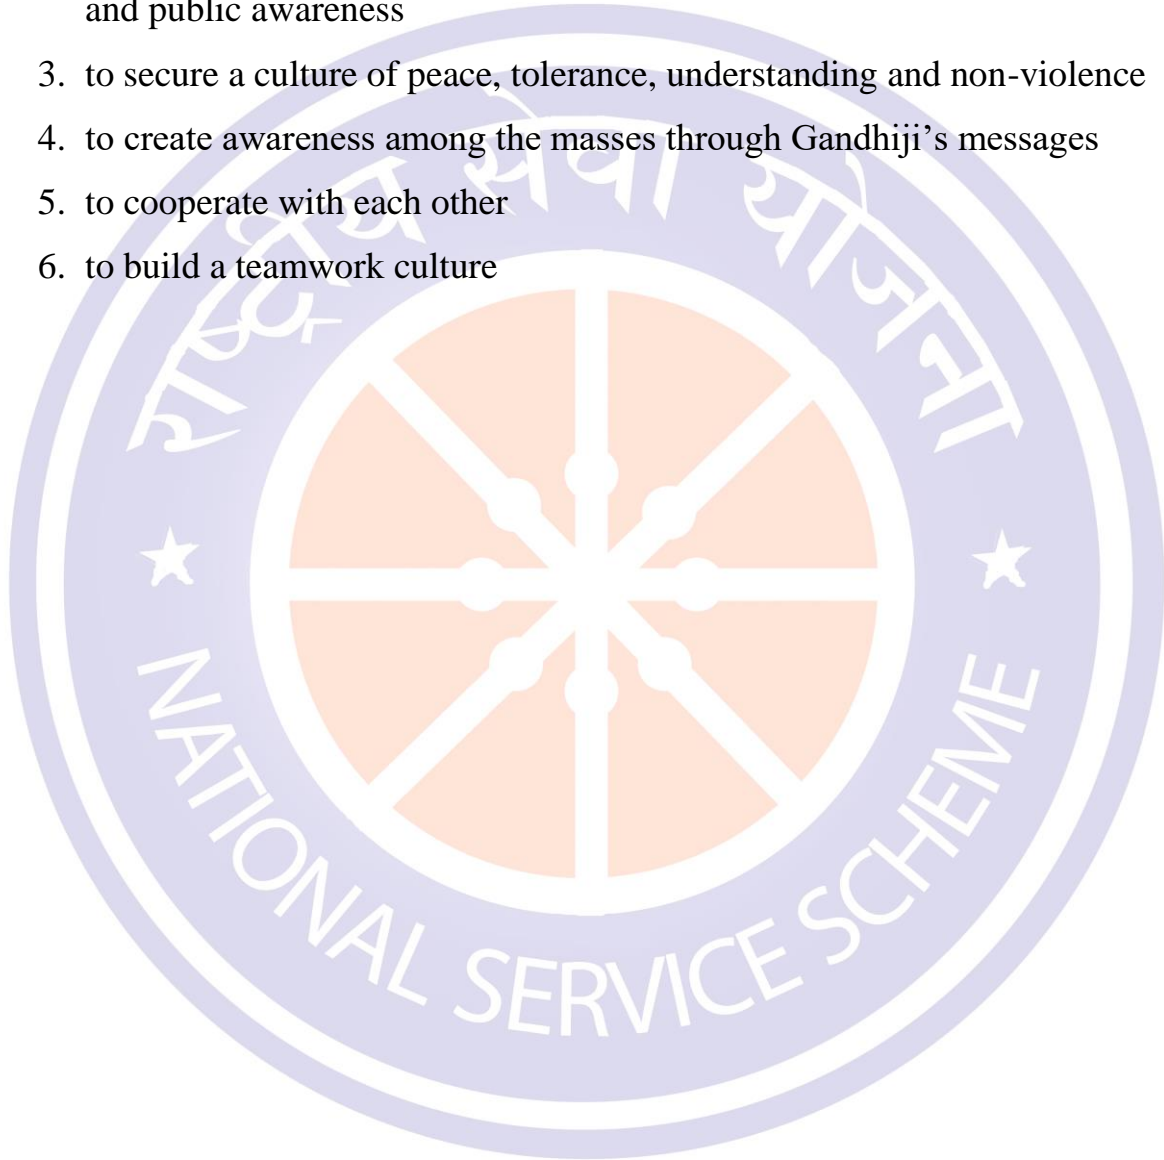 and public awareness
3. to secure a culture of peace, tolerance, understanding and non-violence
4. to create awareness among the masses through Gandhiji’s messages
5. to cooperate with each other
6. to build a teamwork culture
राष्ट्रीय सेवा योजना
NATIONAL SERVICE SCHEME